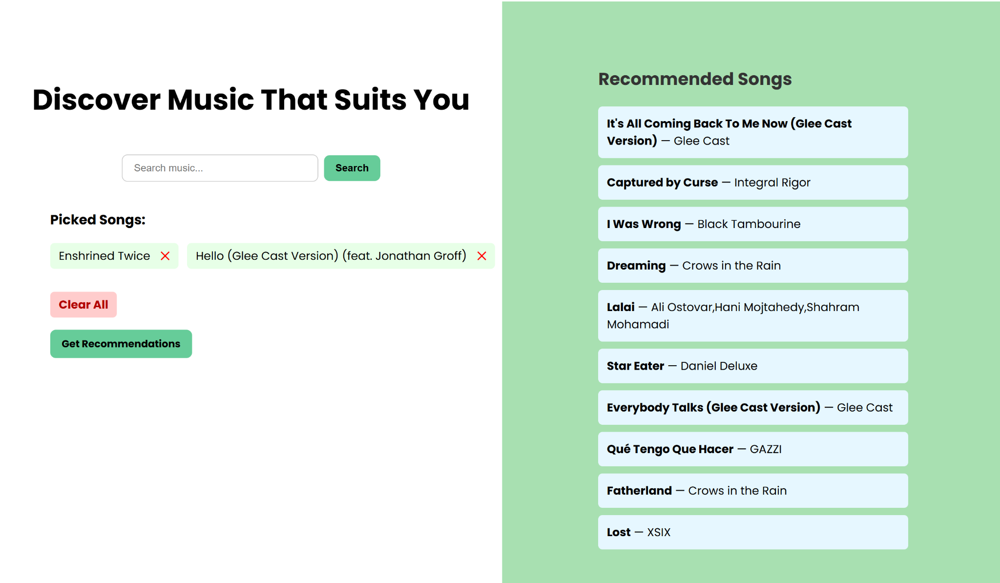 Discover Music That Suits You
Search music...
Search
Picked Songs:
Enshrined Twice
Hello (Glee Cast Version) (feat. Jonathan Groff)
Clear All
Get Recommendations
Recommended Songs
It's All Coming Back To Me Now (Glee Cast
Version) — Glee Cast
Captured by Curse — Integral Rigor
I Was Wrong — Black Tambourine
Dreaming — Crows in the Rain
Lalai — Ali Ostovar,Hani Mojtahedy,Shahram
Mohamadi
Star Eater — Daniel Deluxe
Everybody Talks (Glee Cast Version) — Glee Cast
Qué Tengo Que Hacer — GAZZI
Fatherland — Crows in the Rain
Lost — XSIX